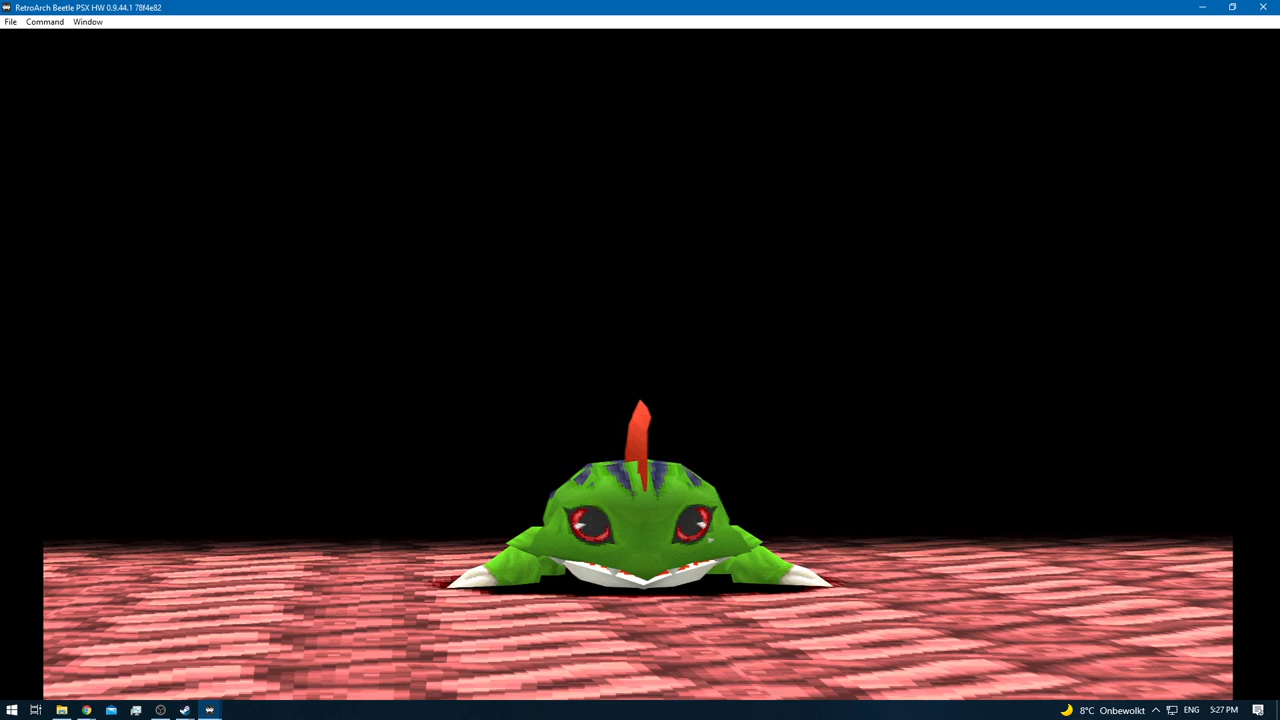 RetroArch Beetle PSX HW 0.9.44.1 78f4e82
File Command Window
8°C Onbewolkt ENG 5:27 PM